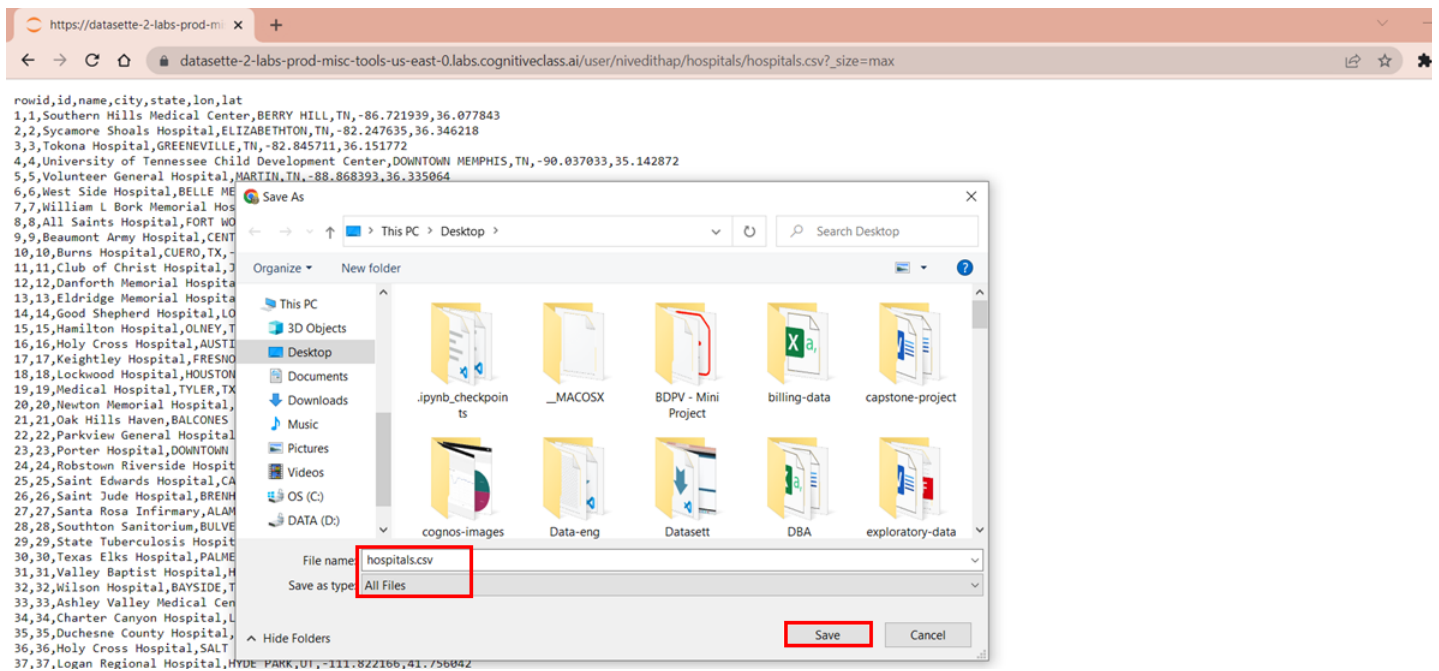 https://datasette-2-labs-prod-mi
datasette-2-labs-prod-misc-tools-us-east-0.labs.cognitiveclass.ai/user/nivedithap/hospitals/hospitals.csv?_size=max
rowid,id,name,city,state,lon,lat
1,1,Southern Hills Medical Center,BERRY HILL,TN,-86.721939,36.077843
2,2,Sycamore Shoals Hospital,ELIZABETHTON,TN,-82.247635,36.346218
3,3,Tokona Hospital,GREENEVILLE,TN,-82.845711,36.151772
4,4,University of Tennessee Child Development Center,DOWNTOWN MEMPHIS,TN,-90.037033,35.142872
5,5,Volunteer General Hospital,MARTIN,TN,-88.868393,36.335064
6,6,West Side Hospital,BELLE ME
7,7,William L Bork Memorial Hos
8,8,All Saints Hospital,FORT WO
9,9,Beaumont Army Hospital,CENT
10,10,Burns Hospital,CUERO,TX,-
11,11,Club of Christ Hospital,J
12,12,Danforth Memorial Hospita
13,13,Eldridge Memorial Hospita
14,14,Good Shepherd Hospital,LO
15,15,Hamilton Hospital,OLNEY,T
16,16,Holy Cross Hospital,AUSTI
17,17,Keightley Hospital,FRESNO
18,18,Lockwood Hospital,HOUSTON
19,19,Medical Hospital,TYLER,TX
20,20,Newton Memorial Hospital,
21,21,Oak Hills Haven,BALCONES
22,22,Parkview General Hospital
23,23,Porter Hospital,DOWNTOWN
24,24,Robstown Riverside Hospit
25,25,Saint Edwards Hospital,CA
26,26,Saint Jude Hospital,BRENH
27,27,Santa Rosa Infirmary,ALAM
28,28,Southton Sanitorium,BULVE
29,29,State Tuberculosis Hospit
30,30,Texas Elks Hospital,PALME
31,31,Valley Baptist Hospital,H
32,32,Wilson Hospital,BAYSIDE,T
33,33,Ashley Valley Medical Cen
34,34,Charter Canyon Hospital,L
35,35,Duchesne County Hospital,
36,36,Holy Cross Hospital,SALT
37,37,Logan Regional Hospital,HYDE PARK,UT,-111.822166,41.756042
Save As
This PC > Desktop >
Search Desktop
Organize
New folder
This PC
3D Objects
Desktop
Documents
Downloads
Music
Pictures
Videos
OS (C:)
DATA (D:)
.ipynb_checkpoin
ts
__MACOSX
BDPV - Mini
Project
billing-data
capstone-project
cognos-images
Data-eng
Datasett
DBA
exploratory-data
File name: hospitals.csv
Save as type: All Files
Hide Folders
Save
Cancel